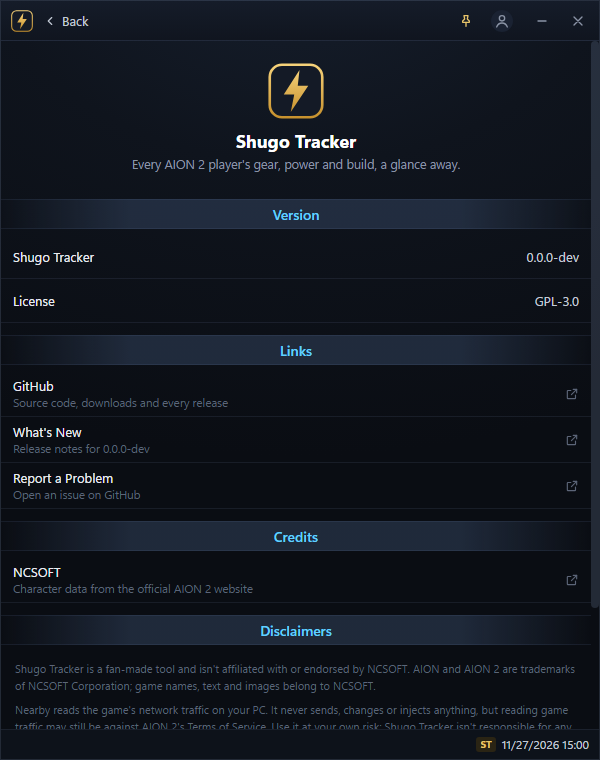 Back
Shugo Tracker
Every AION 2 player's gear, power and build, a glance away.
Version
Shugo Tracker 0.0.0-dev
License GPL-3.0
Links
GitHub
Source code, downloads and every release
What's New
Release notes for 0.0.0-dev
Report a Problem
Open an issue on GitHub
Credits
NCSOFT
Character data from the official AION 2 website
Disclaimers
Shugo Tracker is a fan-made tool and isn't affiliated with or endorsed by NCSOFT. AION and AION 2 are trademarks
of NCSOFT Corporation; game names, text and images belong to NCSOFT.
Nearby reads the game's network traffic on your PC. It never sends, changes or injects anything, but reading game
traffic may still be against AION 2's Terms of Service. Use it at your own risk: Shugo Tracker isn't responsible for any
ST 11/27/2026 15:00